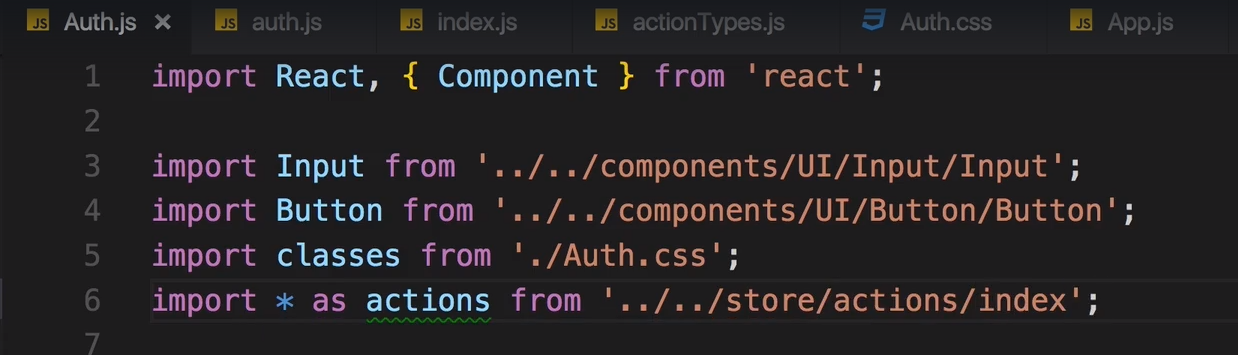 JS Auth.js × JS auth.js JS index.js JS actionTypes.js Auth.css JS App.js
1 import React, { Component } from 'react';
2
3 import Input from '../../components/UI/Input/Input';
4 import Button from '../../components/UI/Button/Button';
5 import classes from './Auth.css';
6 import * as actions from '../../store/actions/index';
7